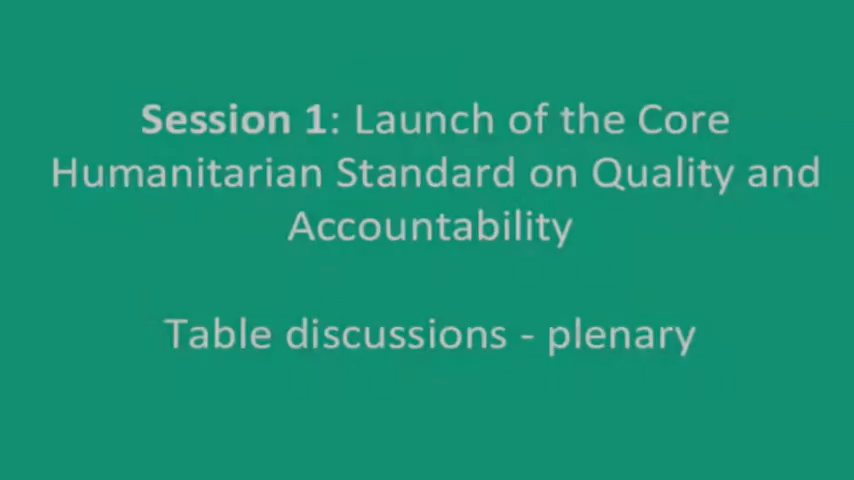 Session 1: Launch of the Core
Humanitarian Standard on Quality and
Accountability
Table discussions - plenary